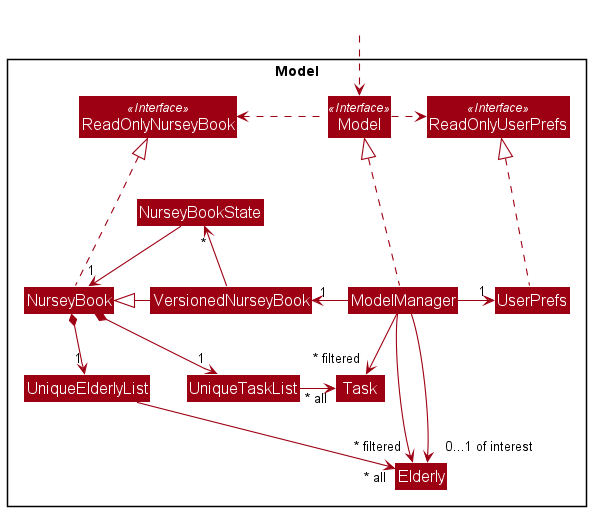 Model
«Interface»
ReadOnlyNurseyBook
«Interface»
Model
«Interface»
ReadOnlyUserPrefs
NurseyBookState
*
1
NurseyBook
VersionedNurseyBook
1
ModelManager
1
UserPrefs
1
1
* filtered
UniqueElderlyList
UniqueTaskList
* all
Task
* filtered
0...1 of interest
* all
Elderly